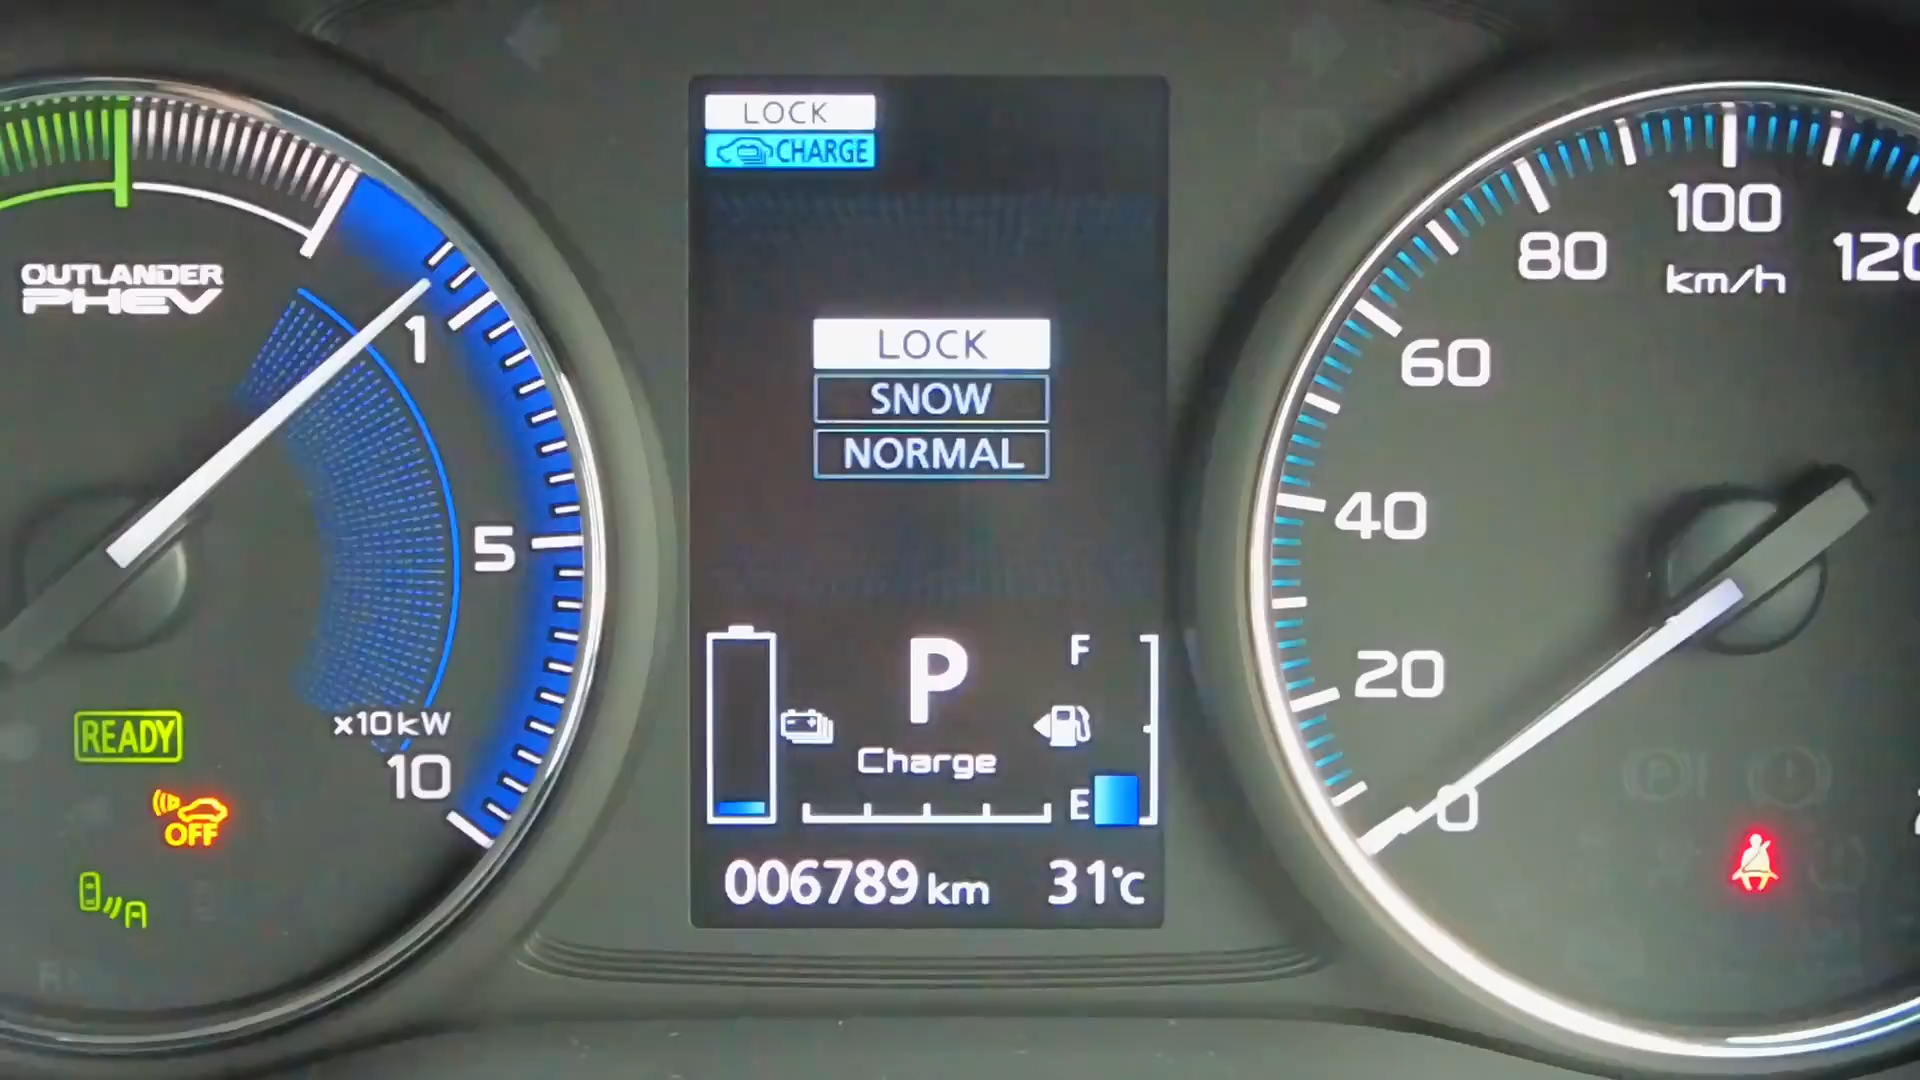 LOCK
CHARGE
OUTLANDER
PHEV
1
5
x10kW
10
READY
OFF
A
LOCK
SNOW
NORMAL
P
Charge
F
E
006789 km
31°C
0
20
40
60
80
100
120
km/h